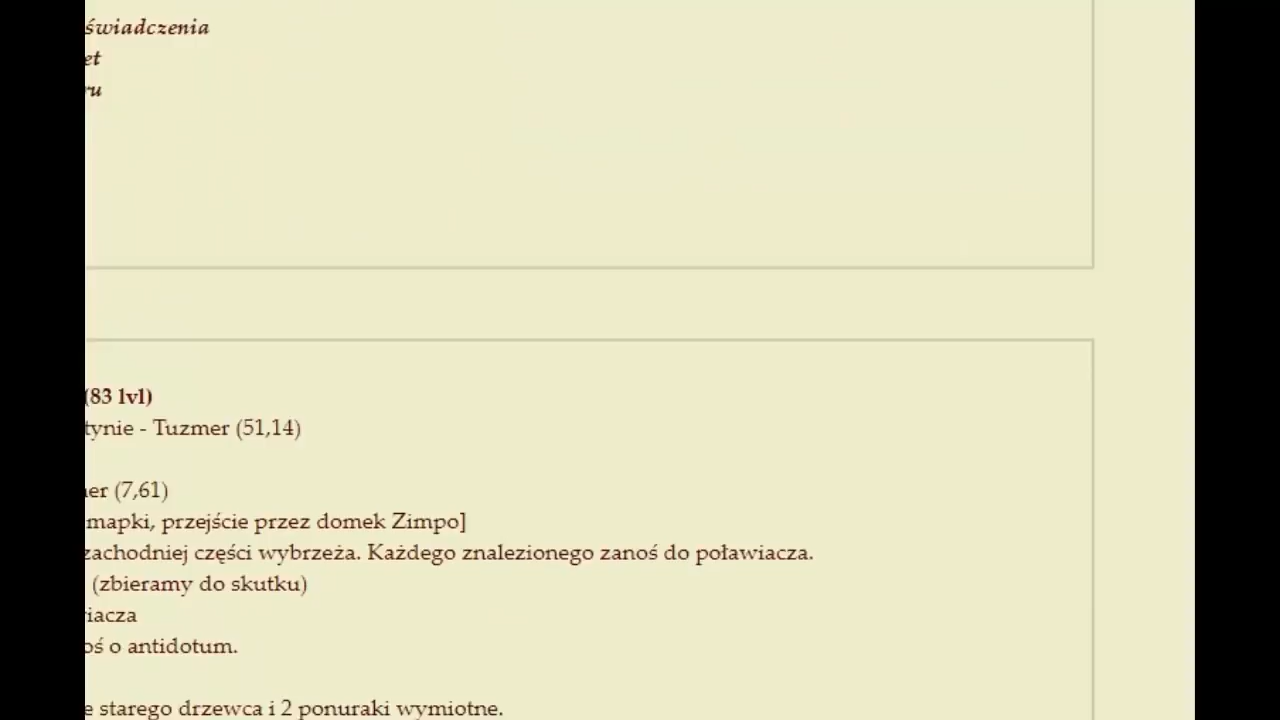 świadczenia
et
ru
(83 lvl)
tynie - Tuzmer (51,14)
er (7,61)
mapki, przejście przez domek Zimpo]
zachodniej części wybrzeża. Każdego znalezionego zanoś do poławiacza.
(zbieramy do skutku)
iacza
oś o antidotum.
e starego drzewca i 2 ponuraki wymiotne.